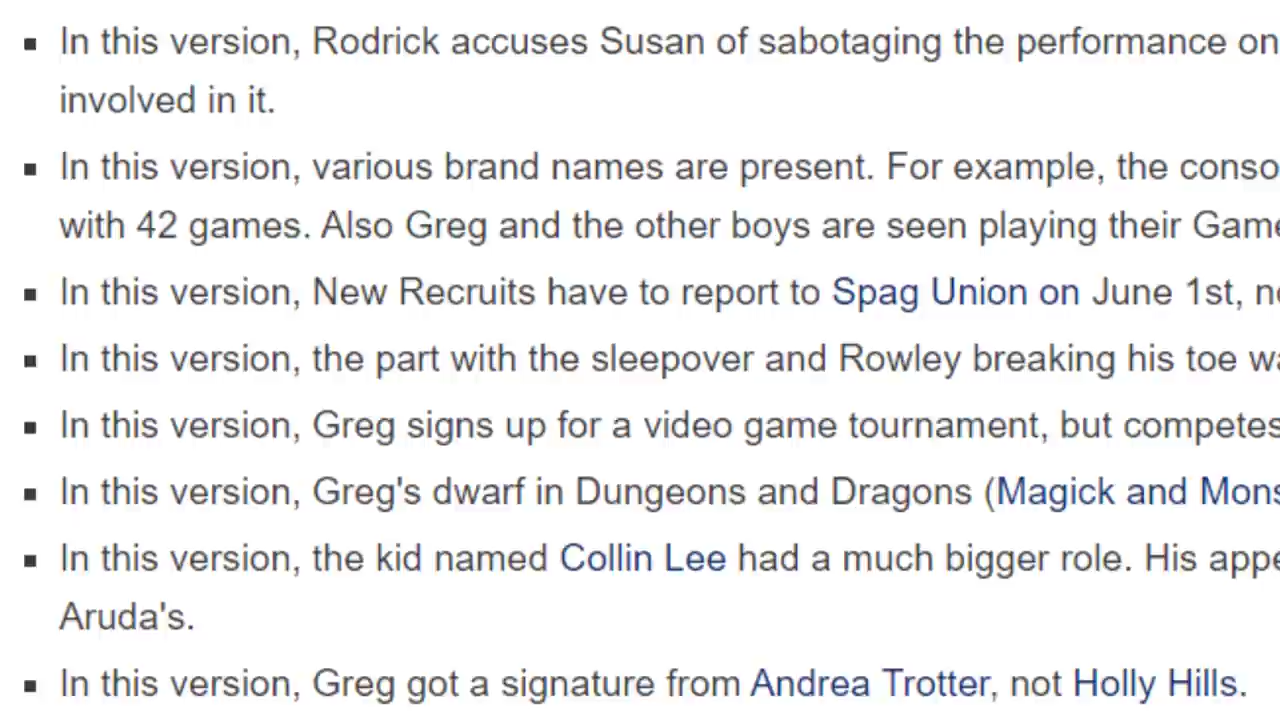 In this version, Rodrick accuses Susan of sabotaging the performance on
involved in it.
In this version, various brand names are present. For example, the conso
with 42 games. Also Greg and the other boys are seen playing their Game
In this version, New Recruits have to report to Spag Union on June 1st,
In this version, the part with the sleepover and Rowley breaking his toe
In this version, Greg signs up for a video game tournament, but competes
In this version, Greg's dwarf in Dungeons and Dragons (Magick and Mons
In this version, the kid named Collin Lee had a much bigger role. His appe
Aruda's.
In this version, Greg got a signature from Andrea Trotter, not Holly Hills.